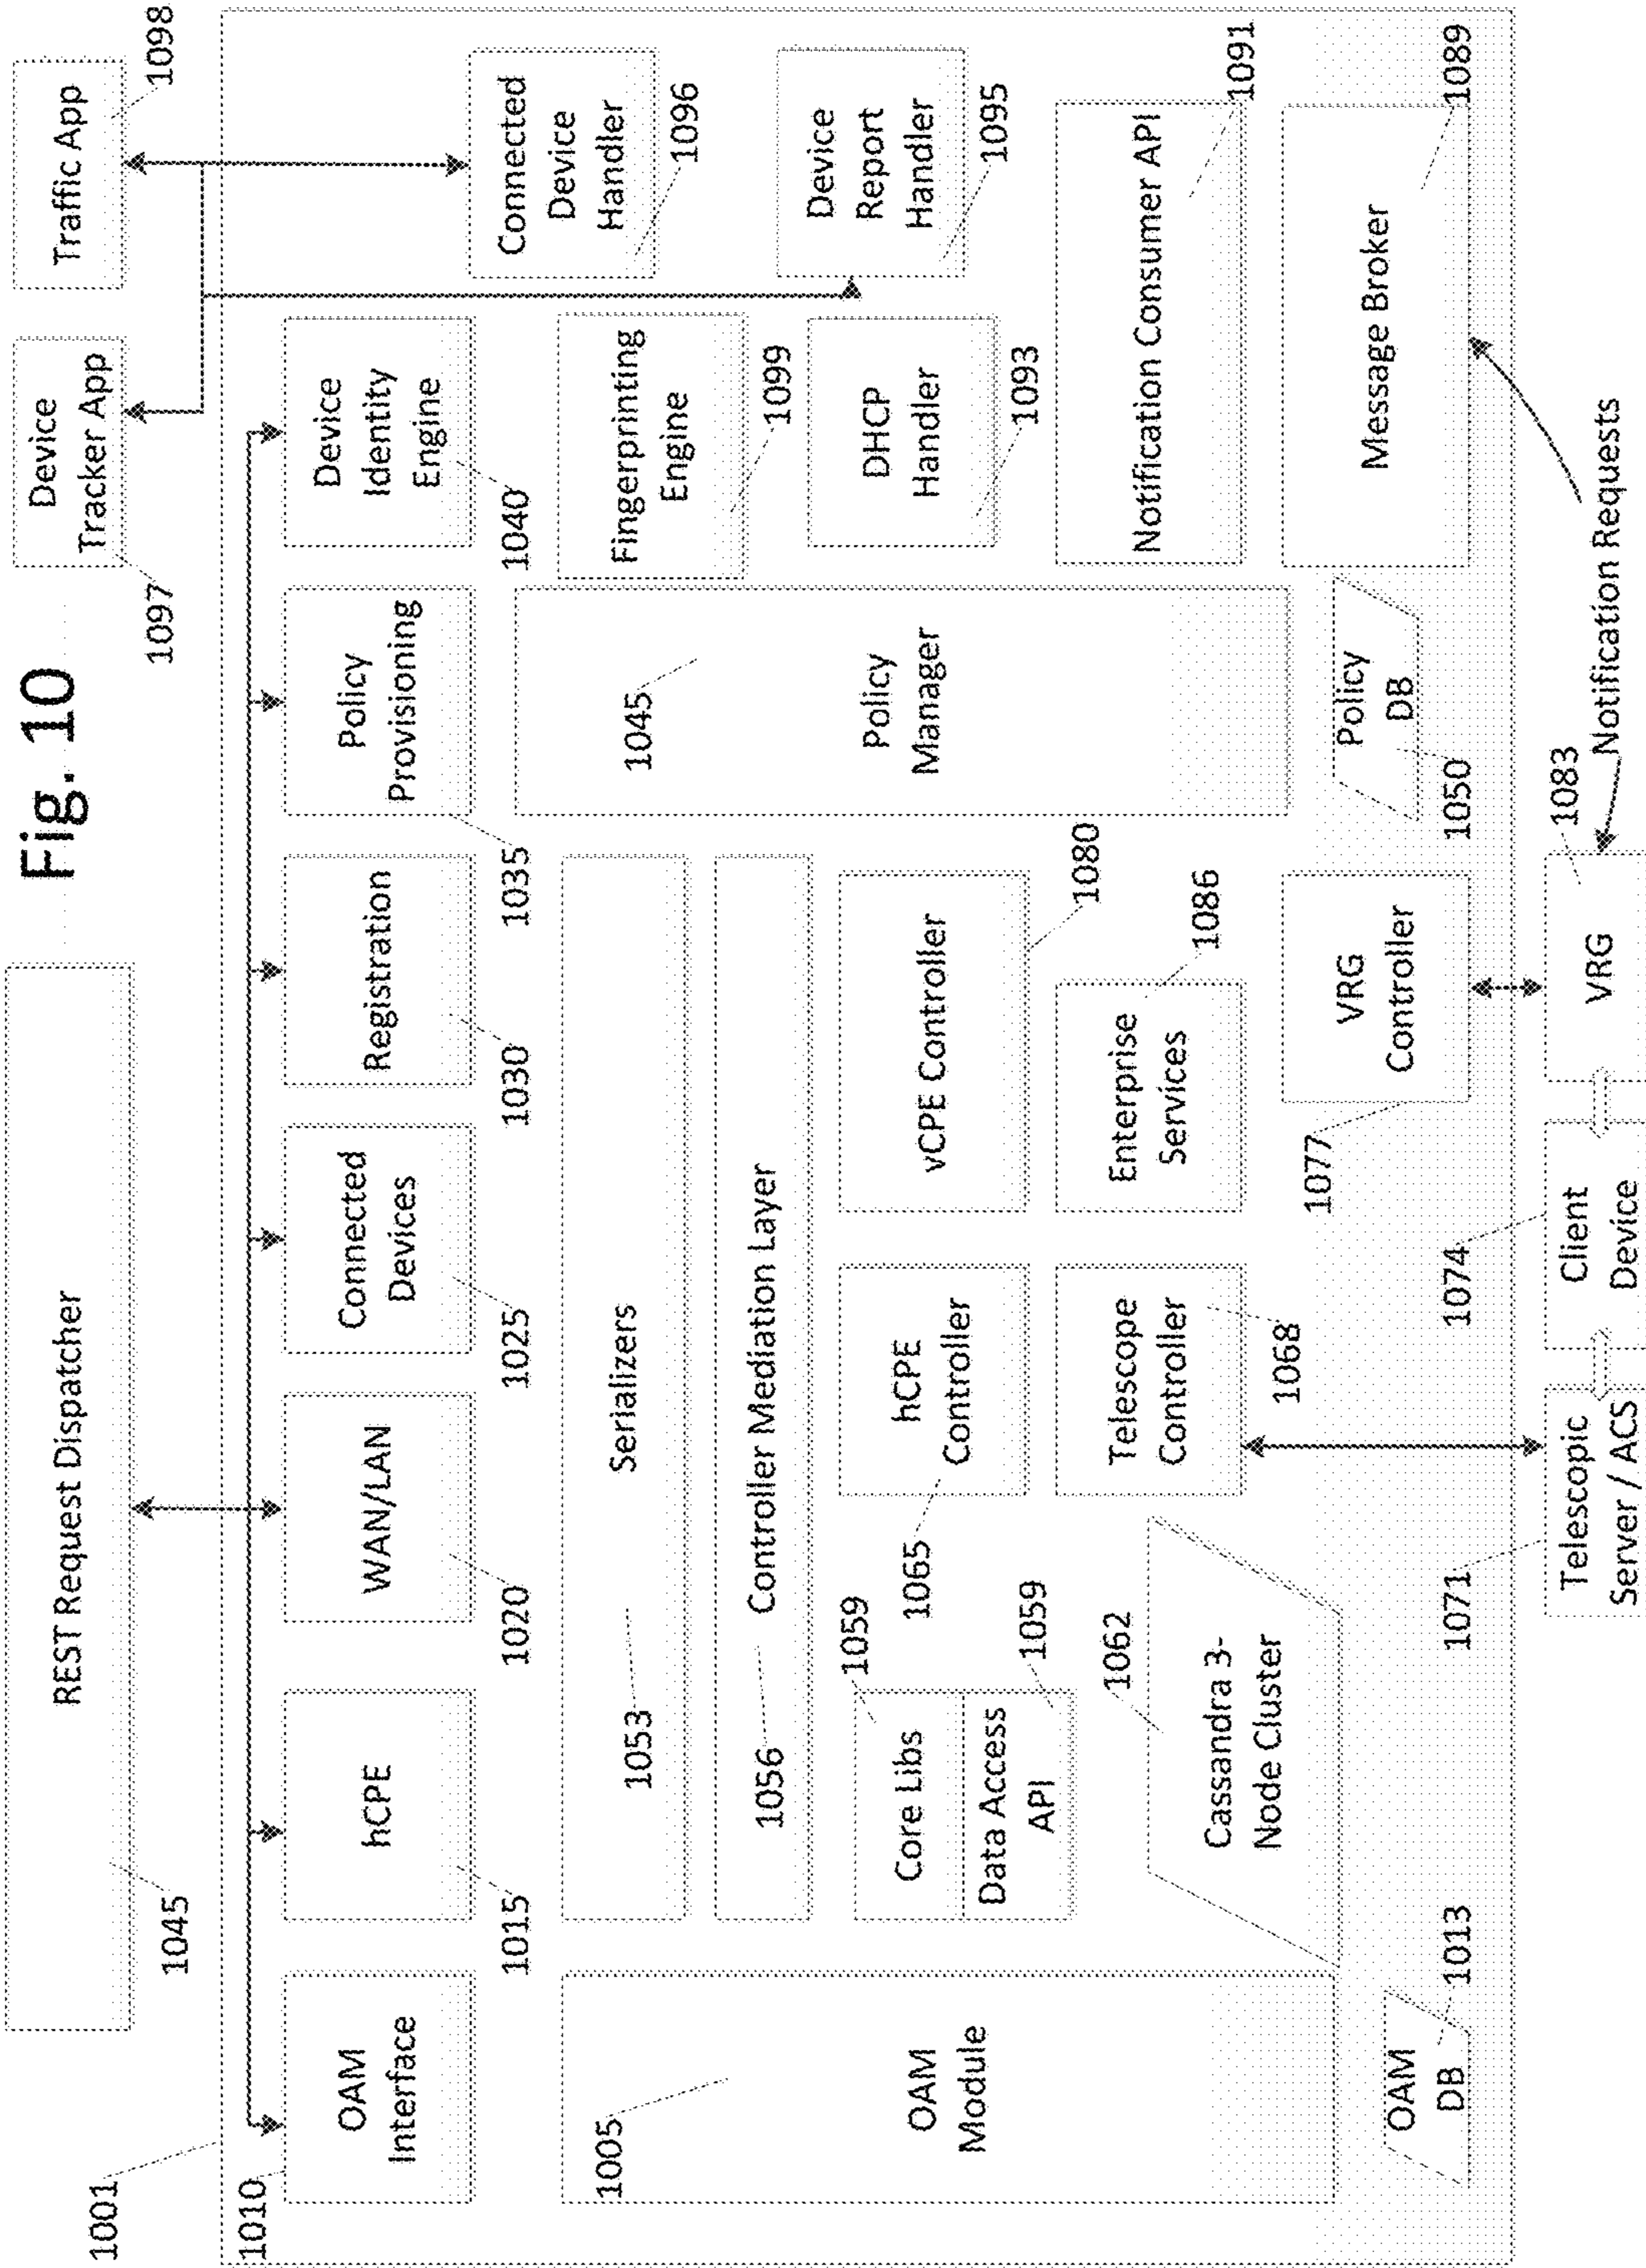 Fig. 10
REST Request Dispatcher
1045
Device
Tracker App
1097
Traffic App
1098
1001
1010
OAM
Interface
hCPE
1015
WAN/LAN
1020
Connected
Devices
1025
Registration
1030
Policy
Provisioning
1035
Device
Identity
Engine
1040
Connected
Device
Handler
1096
1005
OAM
Module
Serializers
1053
Controller Mediation Layer
1056
1045
Policy
Manager
Fingerprinting
Engine
1099
DHCP
Handler
1093
Device
Report
Handler
1095
Core Libs
1059
Data Access
API
1059
hCPE
Controller
1065
vCPE Controller
1080
Telescope
Controller
1068
Enterprise
Services
1086
Notification Consumer API
1091
1062
Cassandra 3-
Node Cluster
OAM
DB
1013
VRG
Controller
1077
Policy
DB
1050
Message Broker
1089
Telescopic
Server / ACS
1071
Client
Device
1074
VRG
1083
Notification Requests